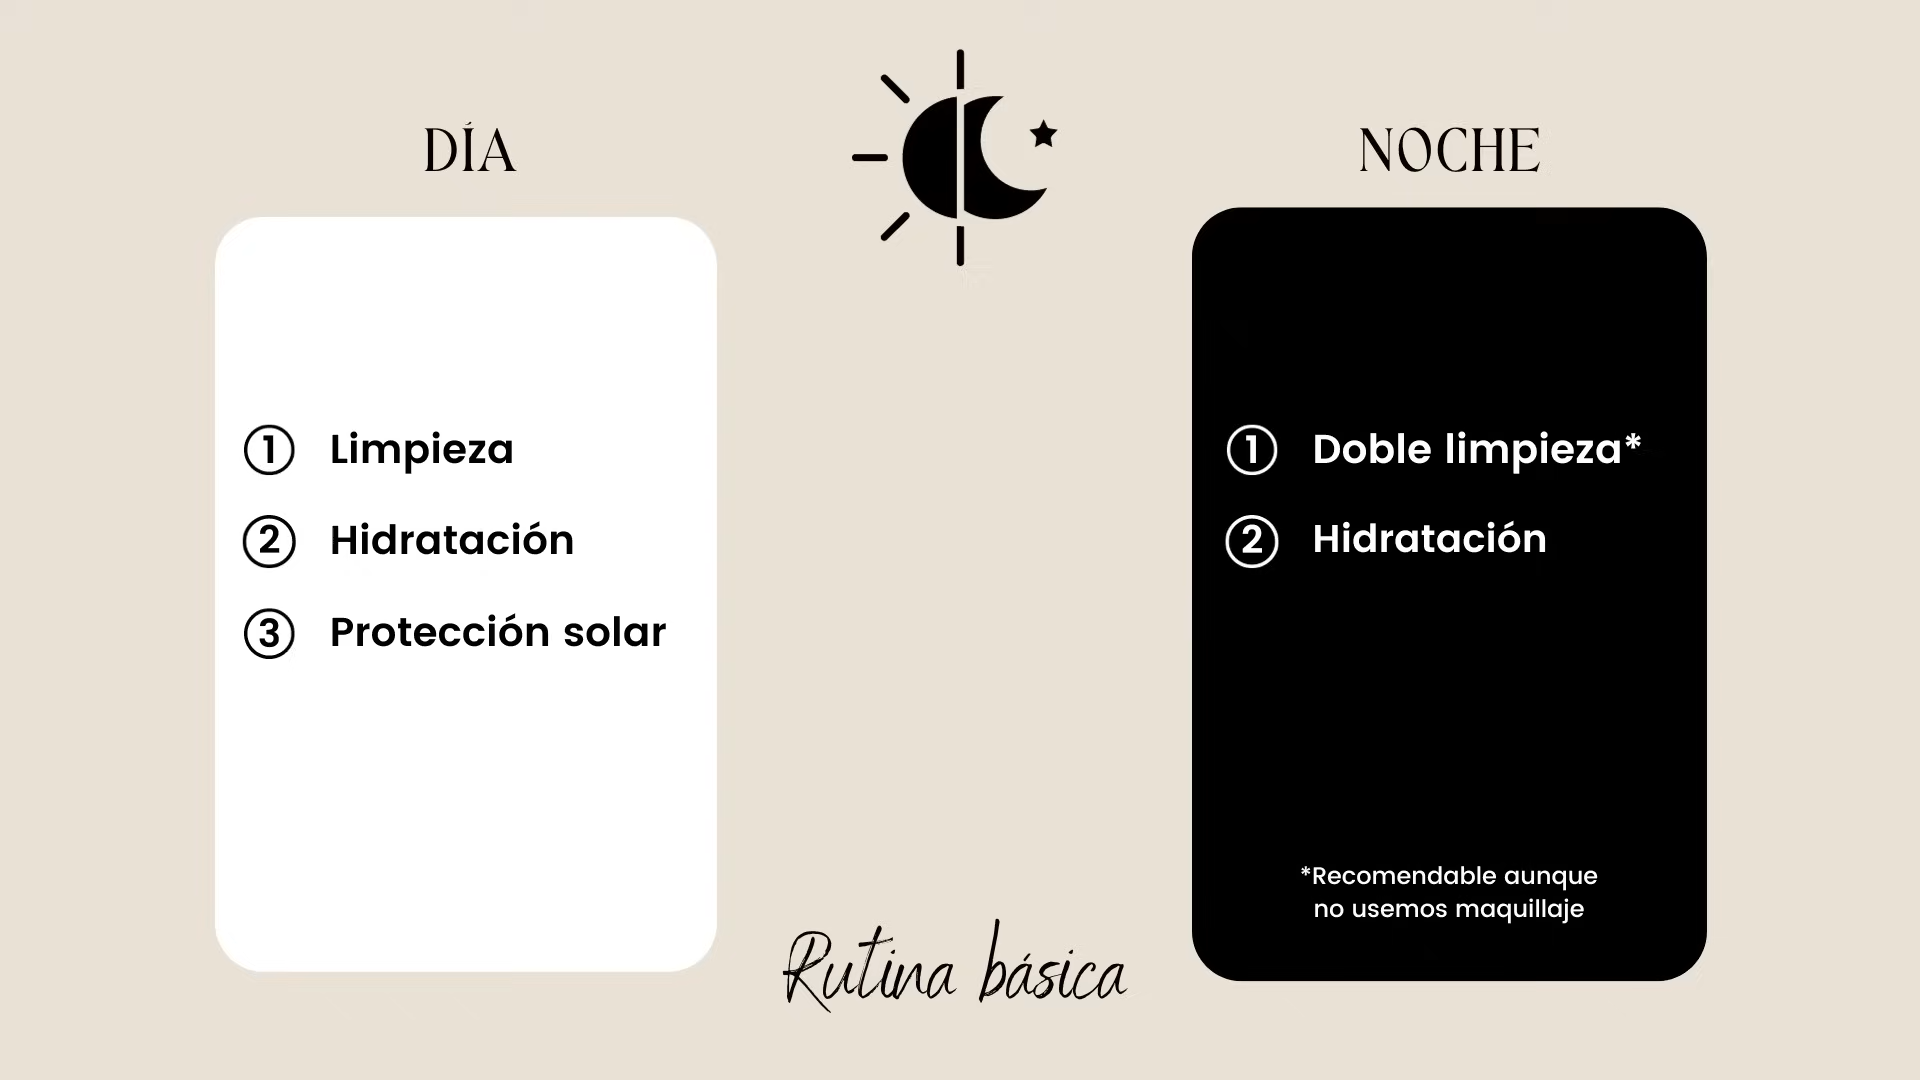 DÍA
1 Limpieza
2 Hidratación
3 Protección solar
NOCHE
1 Doble limpieza*
2 Hidratación
*Recomendable aunque
no usemos maquillaje
Rutina básica